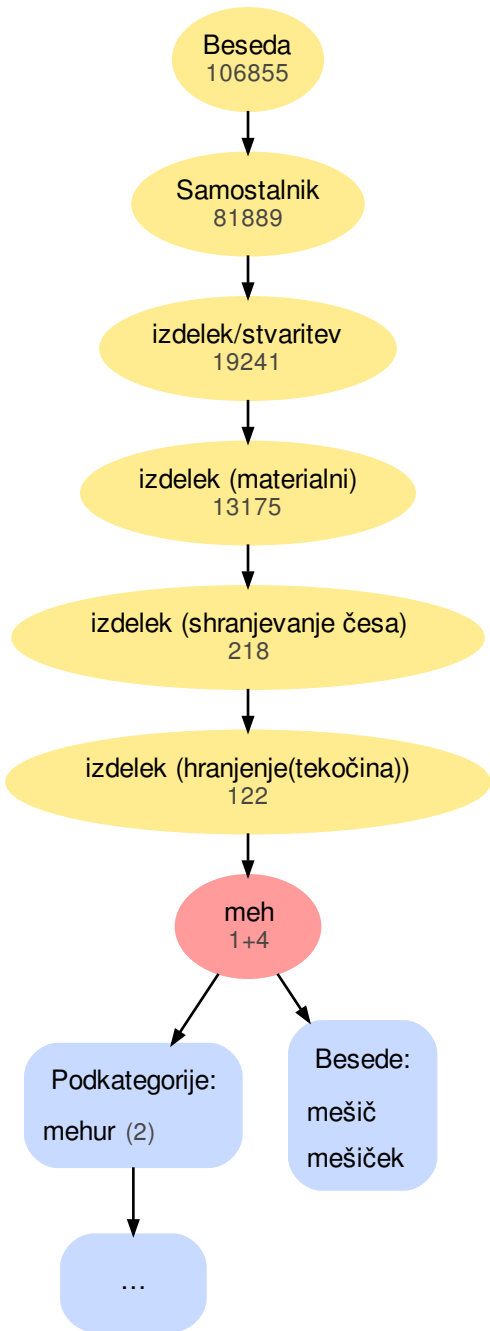 Beseda
106855
Samostalnik
81889
izdelek/stvaritev
19241
izdelek (materialni)
13175
izdelek (shranjevanje česa)
218
izdelek (hranjenje(tekočina))
122
meh
1+4
Podkategorije:
mehur (2)
Besede:
mešič
mešiček
...